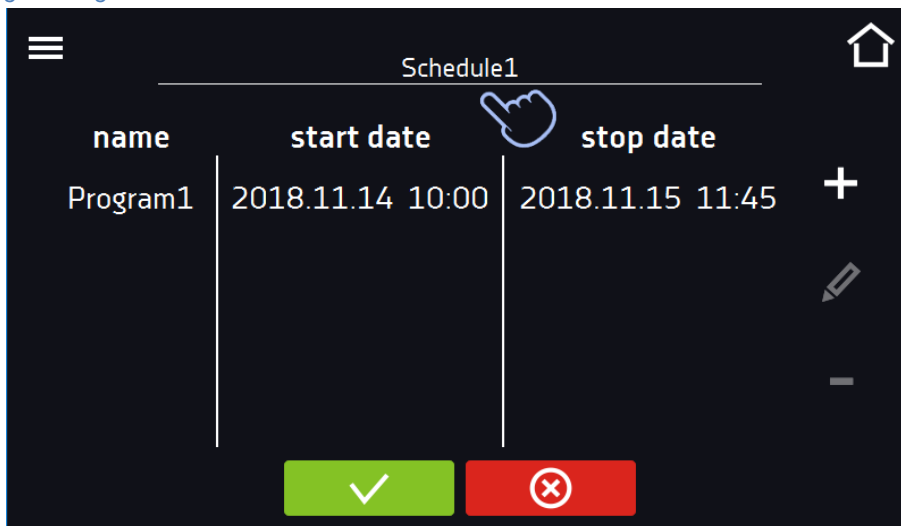 Schedule1
name start date stop date
Program1 2018.11.14 10:00 2018.11.15 11:45